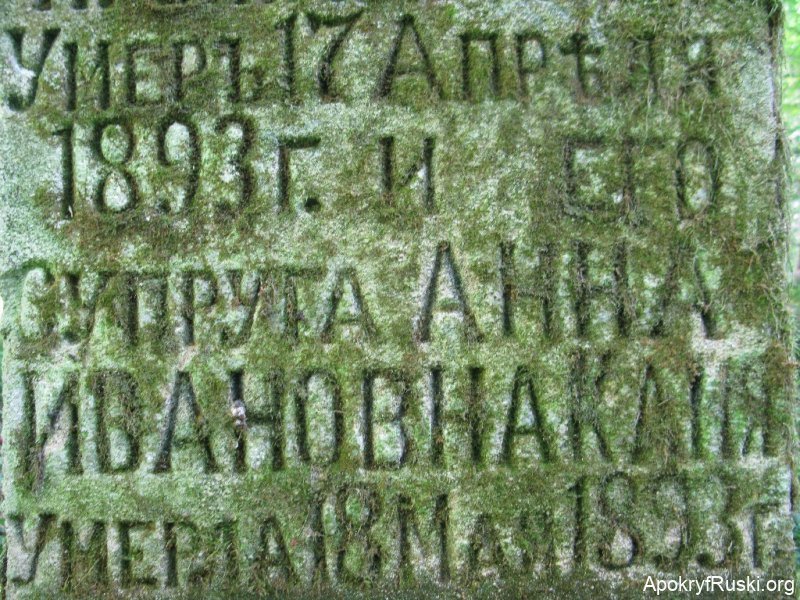 Умеръ 17 Апрѣля
1893 г. и его
супруга Анна
Ивановна
умерла 18 Мая 1893 г.
ApokryfRuski.org